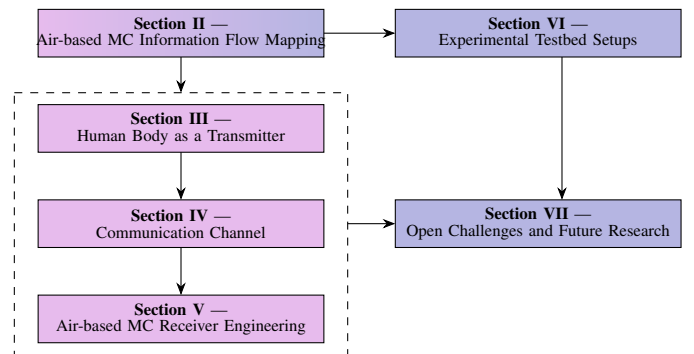 Section II —
Air-based MC Information Flow Mapping
Section VI —
Experimental Testbed Setups
Section III —
Human Body as a Transmitter
Section IV —
Communication Channel
Section VII —
Open Challenges and Future Research
Section V —
Air-based MC Receiver Engineering